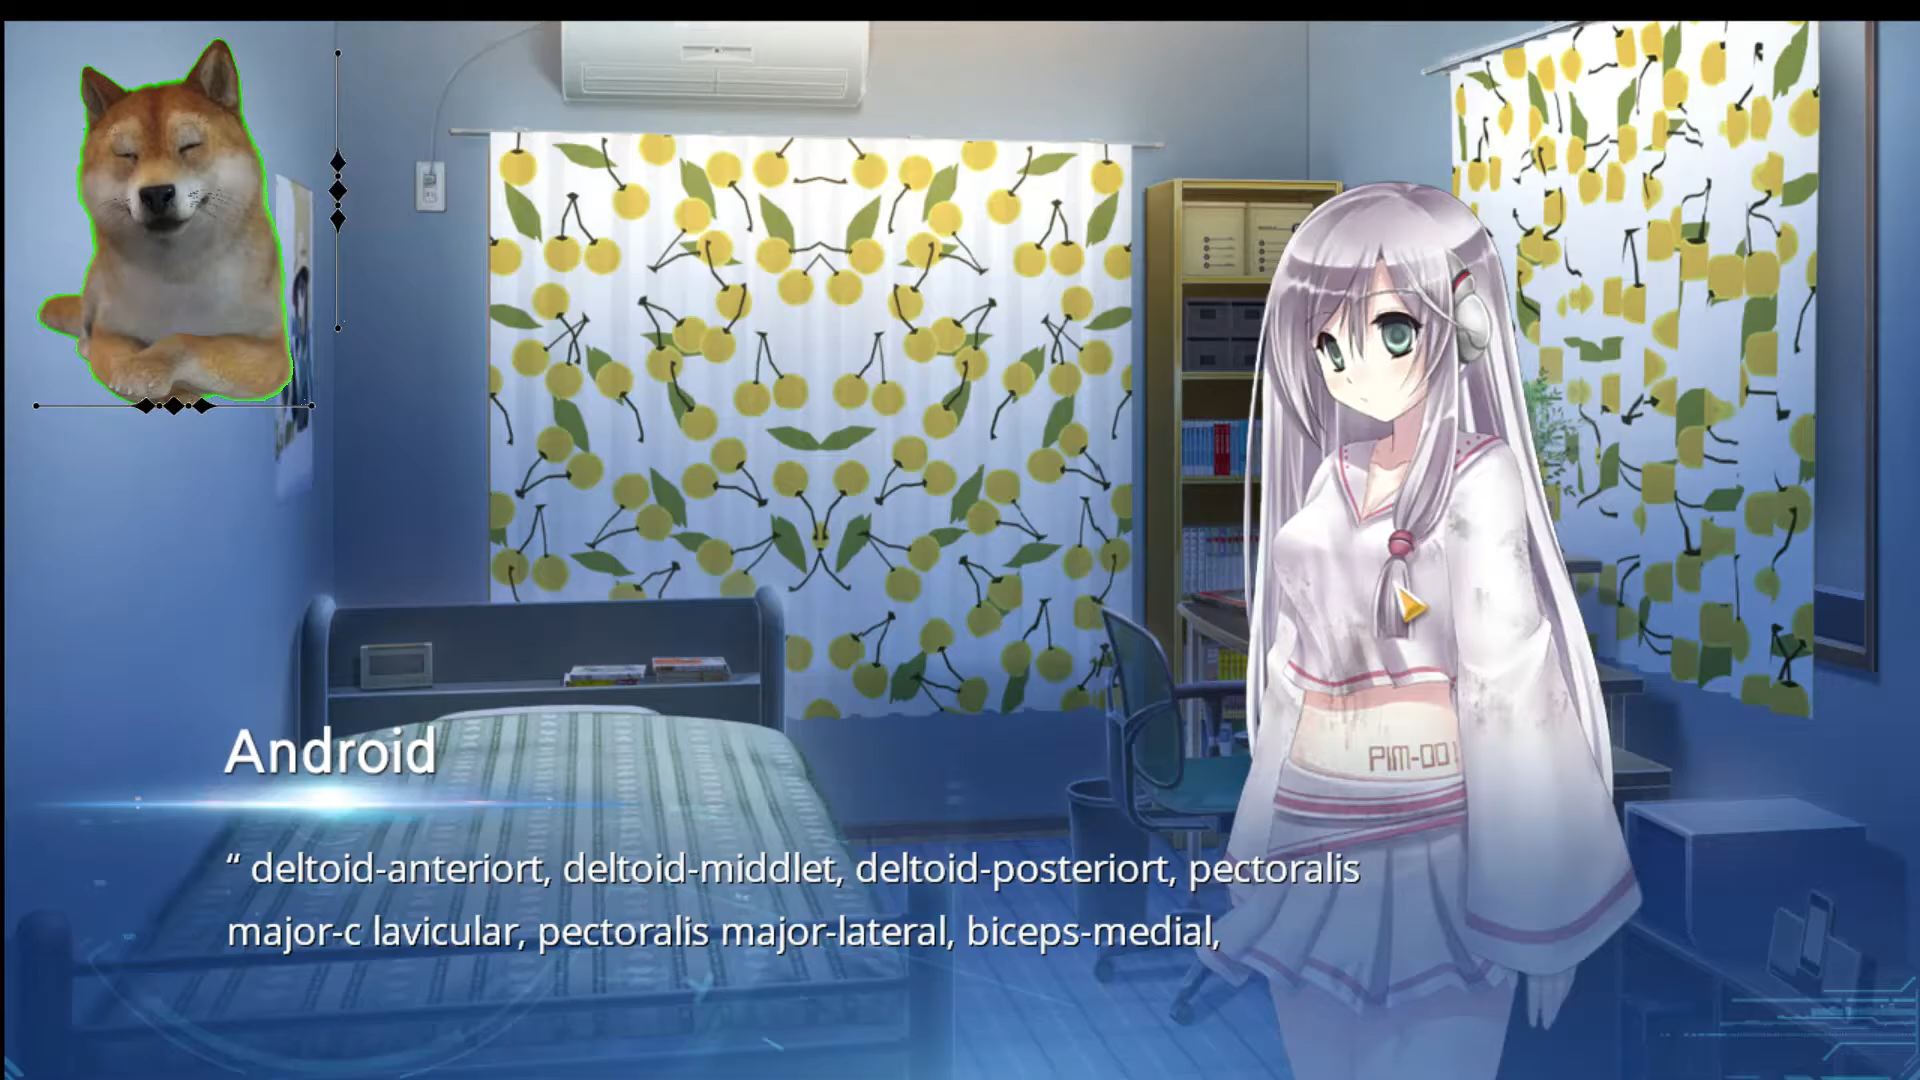 PIM-001
Android
“ deltoid-anteriort, deltoid-middlet, deltoid-posteriort, pectoralis
major-c lavicular, pectoralis major-lateral, biceps-medial,